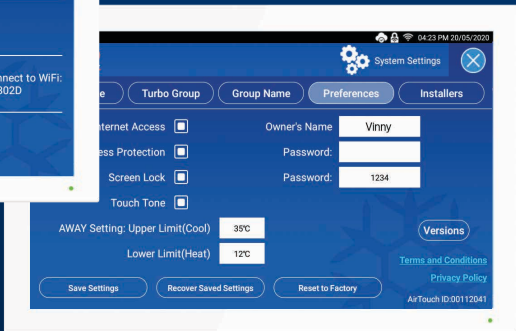 nnect to WiFi:
302D
04:23 PM 20/05/2020
System Settings
e
Turbo Group
Group Name
Preferences
Installers
ternet Access
Owner's Name
Vinny
ess Protection
Password:
Screen Lock
Password:
1234
Touch Tone
AWAY Setting: Upper Limit(Cool)
35℃
Lower Limit(Heat)
12℃
Versions
Terms and Conditions
Privacy Policy
Save Settings
Recover Saved Settings
Reset to Factory
AirTouch ID:00112041